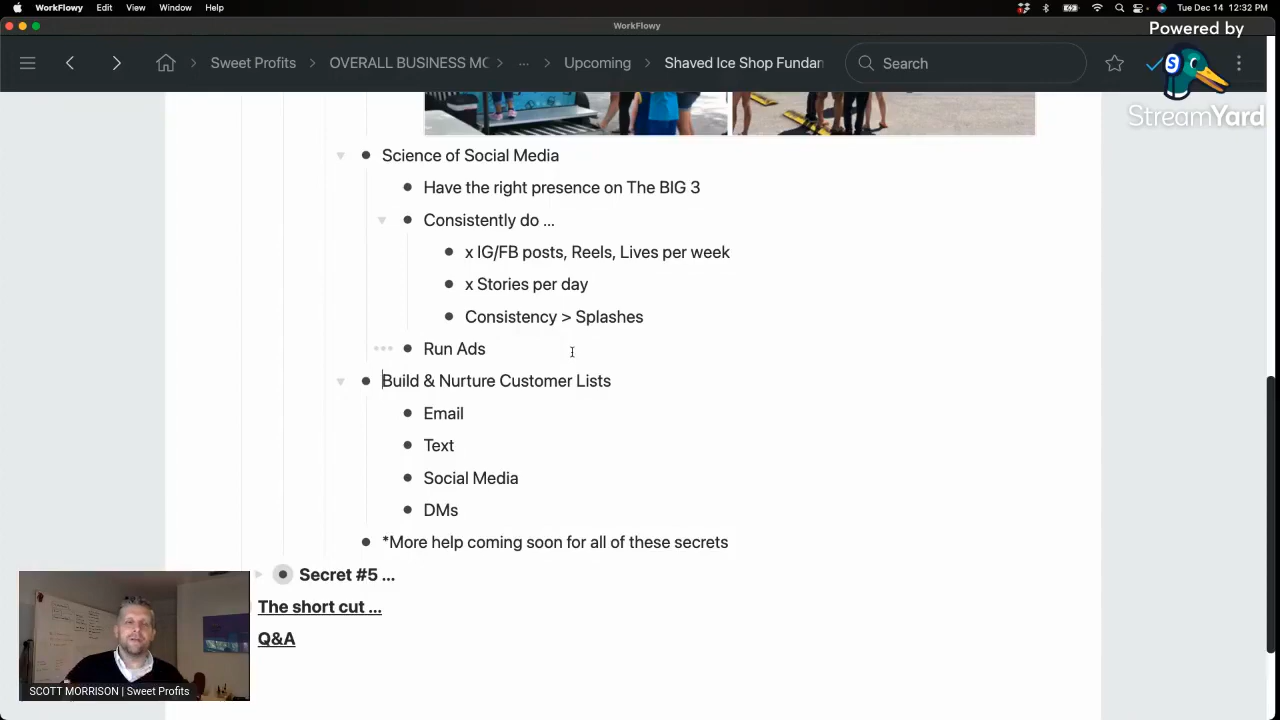 WorkFlowy Edit View Window Help Tue Dec 14 12:32 PM
WorkFlowy
Powered by
Sweet Profits OVERALL BUSINESS MO ... Upcoming Shaved Ice Shop Fundam Search
S
StreamYard
Science of Social Media
Have the right presence on The BIG 3
Consistently do ...
x IG/FB posts, Reels, Lives per week
x Stories per day
Consistency > Splashes
Run Ads
Build & Nurture Customer Lists
Email
Text
Social Media
DMs
*More help coming soon for all of these secrets
Secret #5 ...
The short cut ...
Q&A
SCOTT MORRISON | Sweet Profits